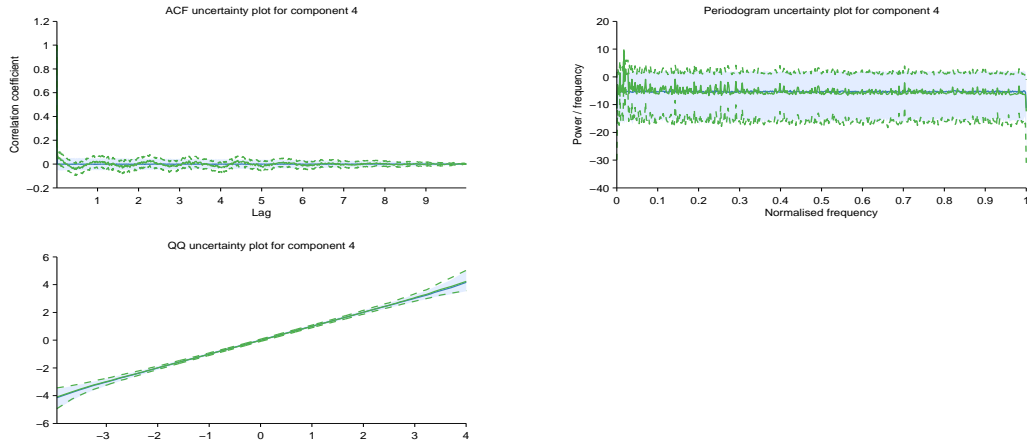 ACF uncertainty plot for component 4
1.2
1
0.8
0.6
0.4
0.2
0
−0.2
Correlation coefficient
1 2 3 4 5 6 7 8 9
Lag
Periodogram uncertainty plot for component 4
20
10
0
−10
−20
−30
−40
Power / frequency
0 0.1 0.2 0.3 0.4 0.5 0.6 0.7 0.8 0.9 1
Normalised frequency
QQ uncertainty plot for component 4
6
4
2
0
−2
−4
−6
−3 −2 −1 0 1 2 3 4